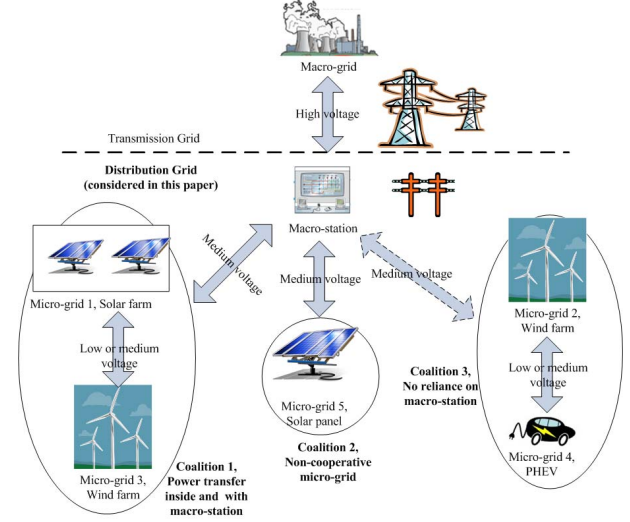 Macro-grid
High voltage
Transmission Grid
Distribution Grid
(considered in this paper)
Macro-station
Medium voltage
Medium voltage
Medium voltage
Micro-grid 1, Solar farm
Low or medium
voltage
Micro-grid 3,
Wind farm
Coalition 1,
Power transfer
inside and with
macro-station
Micro-grid 5,
Solar panel
Coalition 2,
Non-cooperative
micro-grid
Coalition 3,
No reliance on
macro-station
Micro-grid 2,
Wind farm
Low or medium
voltage
Micro-grid 4,
PHEV